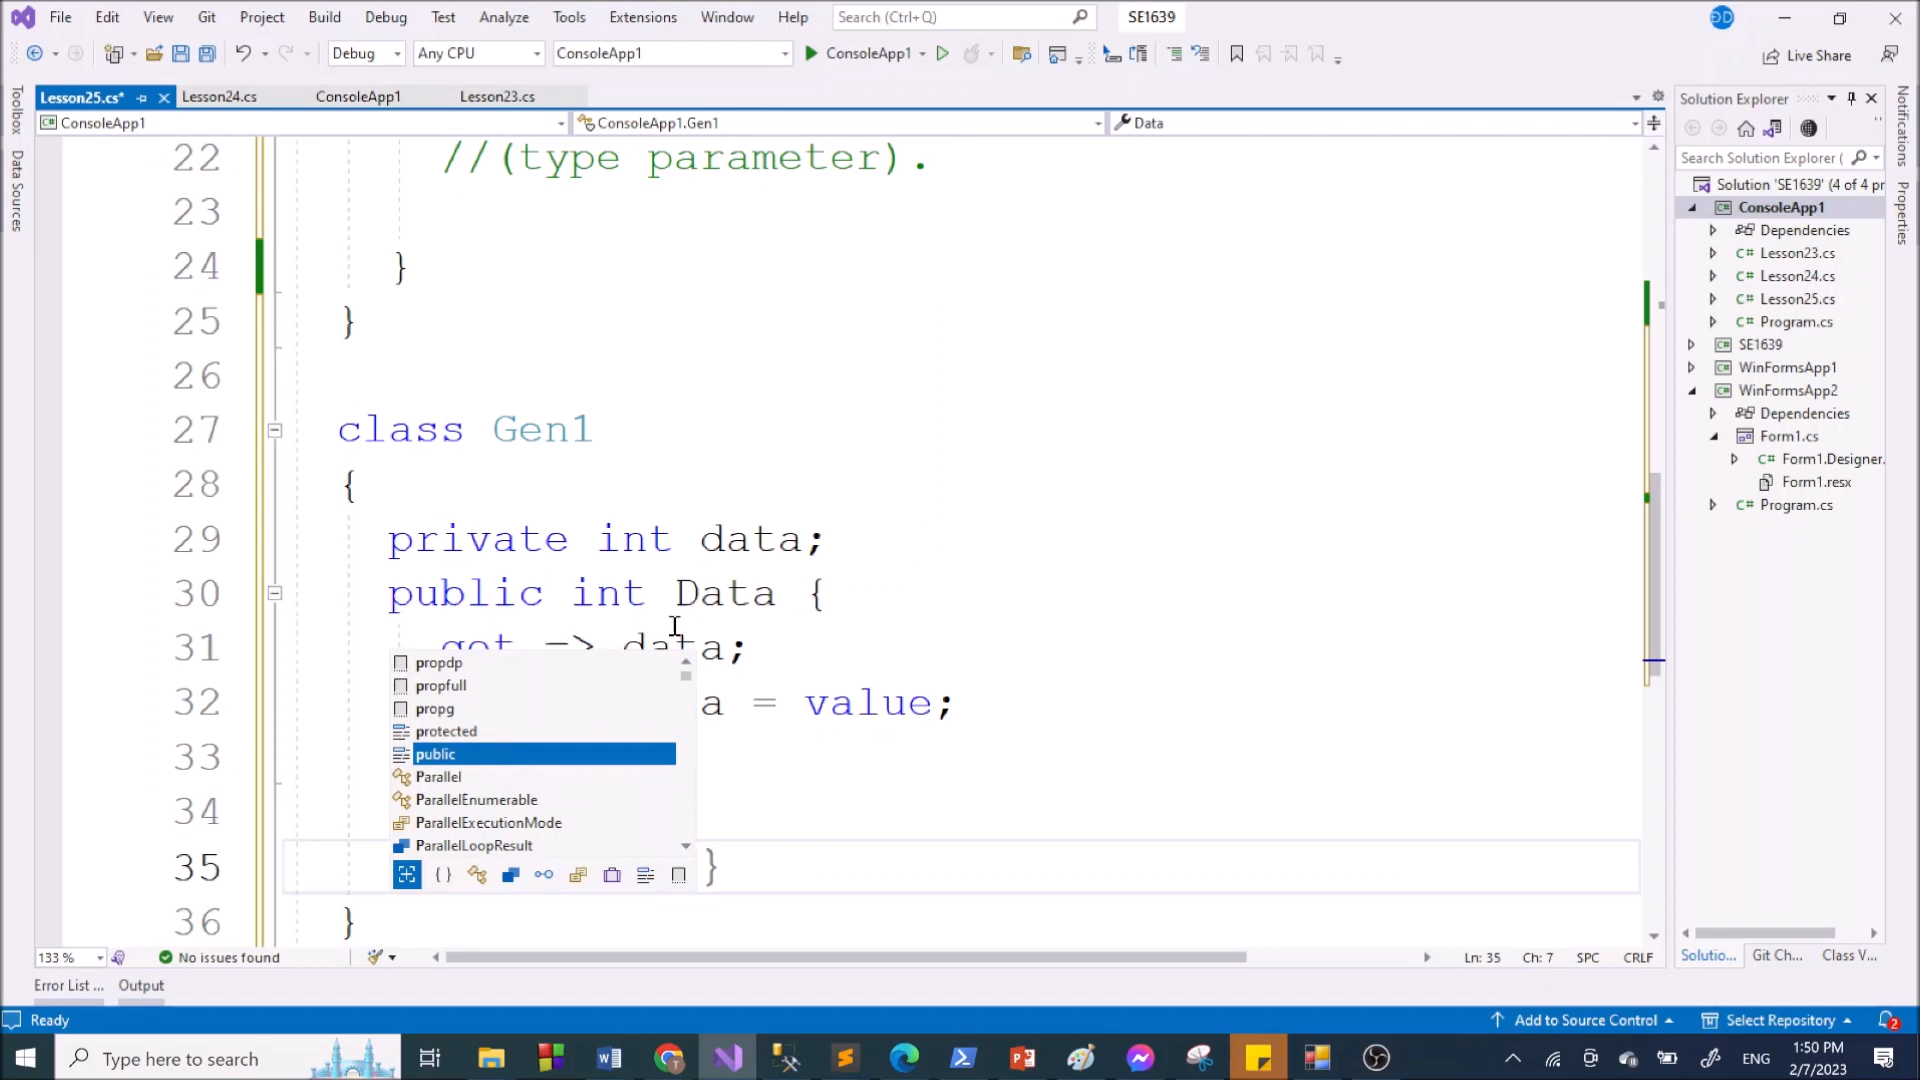 File Edit View Git Project Build Debug Test Analyze Tools Extensions Window Help Search (Ctrl+Q) SE1639 ĐD
Debug Any CPU ConsoleApp1 ConsoleApp1 Live Share
Lesson25.cs* Lesson24.cs ConsoleApp1 Lesson23.cs
ConsoleApp1 ConsoleApp1.Gen1 Data
Toolbox
Data Sources
22 //(type parameter).
23
24 }
25 }
26
27 class Gen1
28 {
29 private int data;
30 public int Data {
31 get => data;
32 a = value;
33
34
35 }
36 }
propdp
propfull
propg
protected
public
Parallel
ParallelEnumerable
ParallelExecutionMode
ParallelLoopResult
Solution Explorer
Search Solution Explorer (
Solution 'SE1639' (4 of 4 pr
ConsoleApp1
Dependencies
Lesson23.cs
Lesson24.cs
Lesson25.cs
Program.cs
SE1639
WinFormsApp1
WinFormsApp2
Dependencies
Form1.cs
Form1.Designer.
Form1.resx
Program.cs
Solutio... Git Ch... Class V...
Notifications
Properties
133 % No issues found Ln: 35 Ch: 7 SPC CRLF
Error List ... Output
Ready Add to Source Control Select Repository 2
Type here to search ENG 1:50 PM
2/7/2023